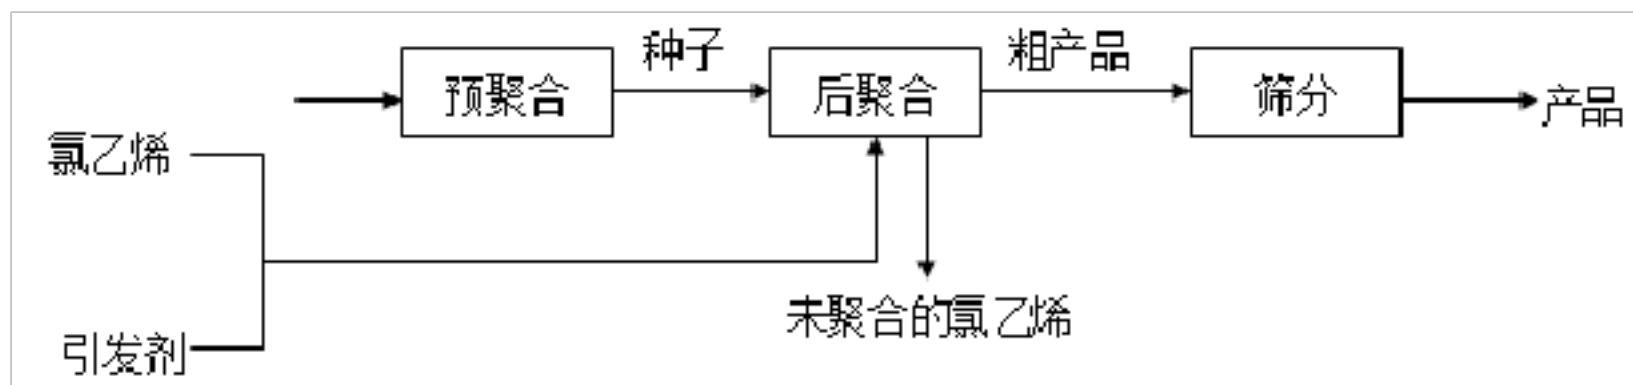 种子
粗产品
预聚合
后聚合
筛分
产品
氯乙烯
未聚合的氯乙烯
引发剂